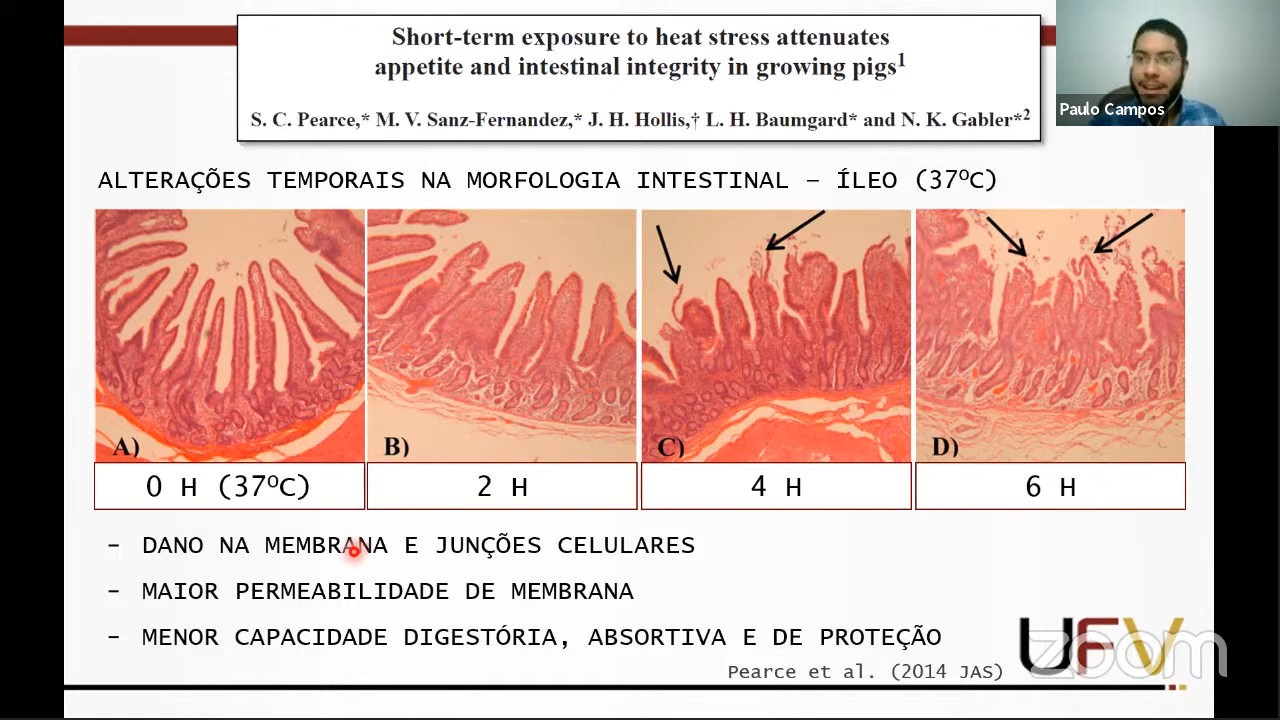 Short-term exposure to heat stress attenuates
appetite and intestinal integrity in growing pigs1
S. C. Pearce,* M. V. Sanz-Fernandez,* J. H. Hollis,† L. H. Baumgard* and N. K. Gabler*2
Paulo Campos
ALTERAÇÕES TEMPORAIS NA MORFOLOGIA INTESTINAL – ÍLEO (37ºC)
A) B) C) D)
0 H (37ºC) 2 H 4 H 6 H
- DANO NA MEMBRANA E JUNÇÕES CELULARES
- MAIOR PERMEABILIDADE DE MEMBRANA
- MENOR CAPACIDADE DIGESTÓRIA, ABSORTIVA E DE PROTEÇÃO
UFV
zoom
Pearce et al. (2014 JAS)